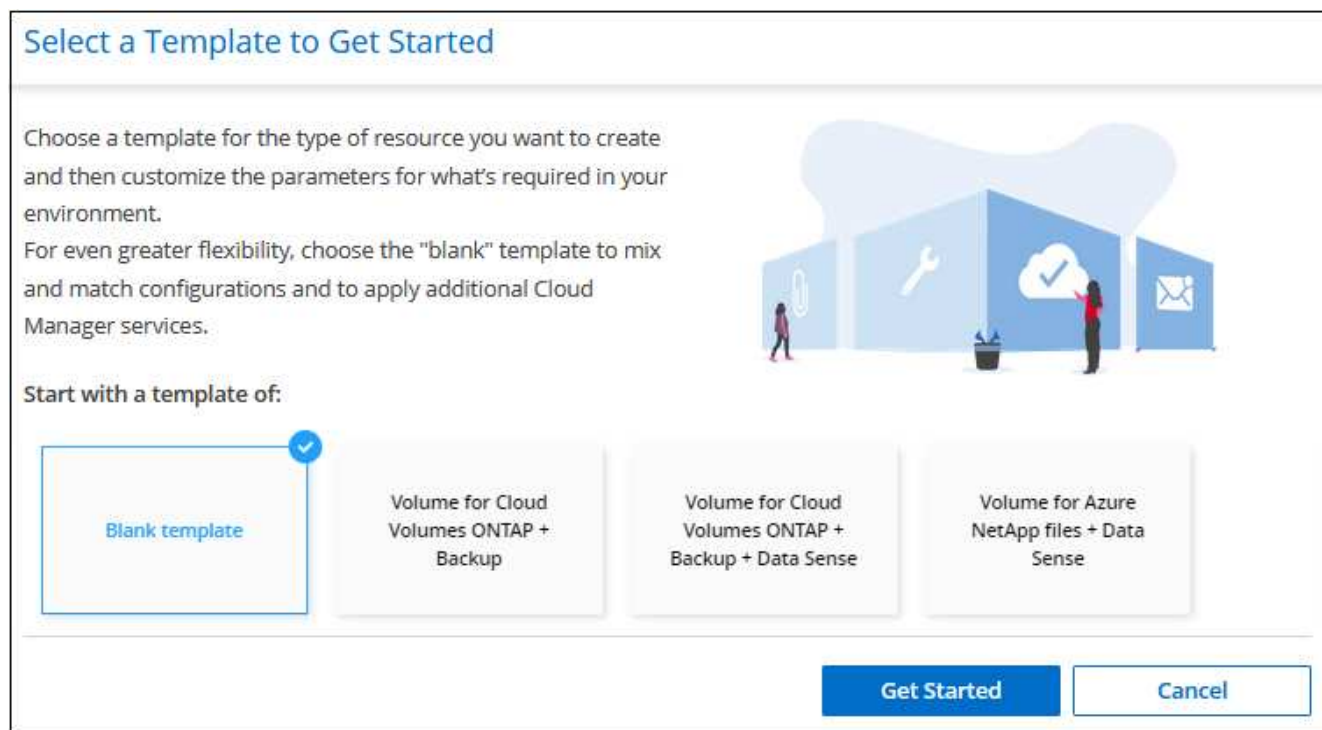 Select a Template to Get Started
Choose a template for the type of resource you want to create
and then customize the parameters for what's required in your
environment.
For even greater flexibility, choose the "blank" template to mix
and match configurations and to apply additional Cloud
Manager services.
Start with a template of:
Blank template
Volume for Cloud
Volumes ONTAP +
Backup
Volume for Cloud
Volumes ONTAP +
Backup + Data Sense
Volume for Azure
NetApp files + Data
Sense
Get Started
Cancel